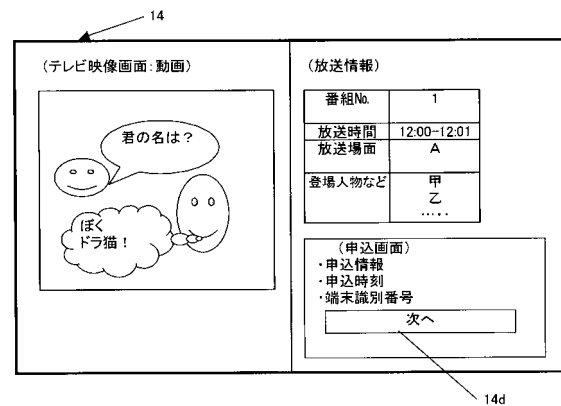 14
(テレビ映像画面:動画)
君の名は?
ぼく
ドラ猫!
(放送情報)
番組No. 1
放送時間 12:00-12:01
放送場面 A
登場人物など 甲
乙
.....
(申込画面)
・申込情報
・申込時刻
・端末識別番号
次へ
14d